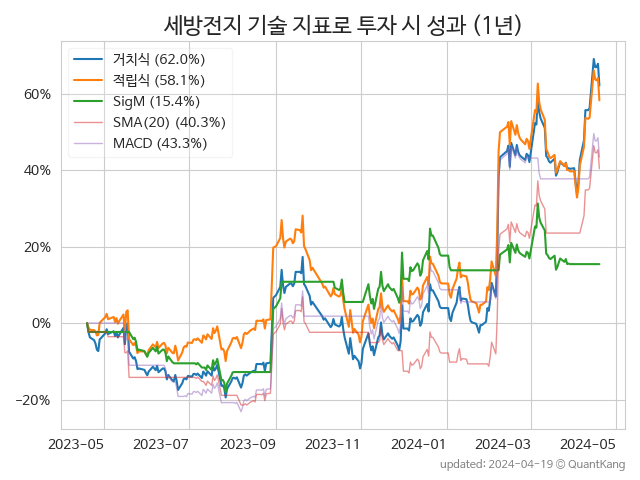 세방전지 기술 지표로 투자 시 성과 (1년)
거치식 (62.0%)
적립식 (58.1%)
SigM (15.4%)
SMA(20) (40.3%)
MACD (43.3%)
60%
40%
20%
0%
−20%
2023-05 2023-07 2023-09 2023-11 2024-01 2024-03 2024-05
updated: 2024-04-19 © QuantKang